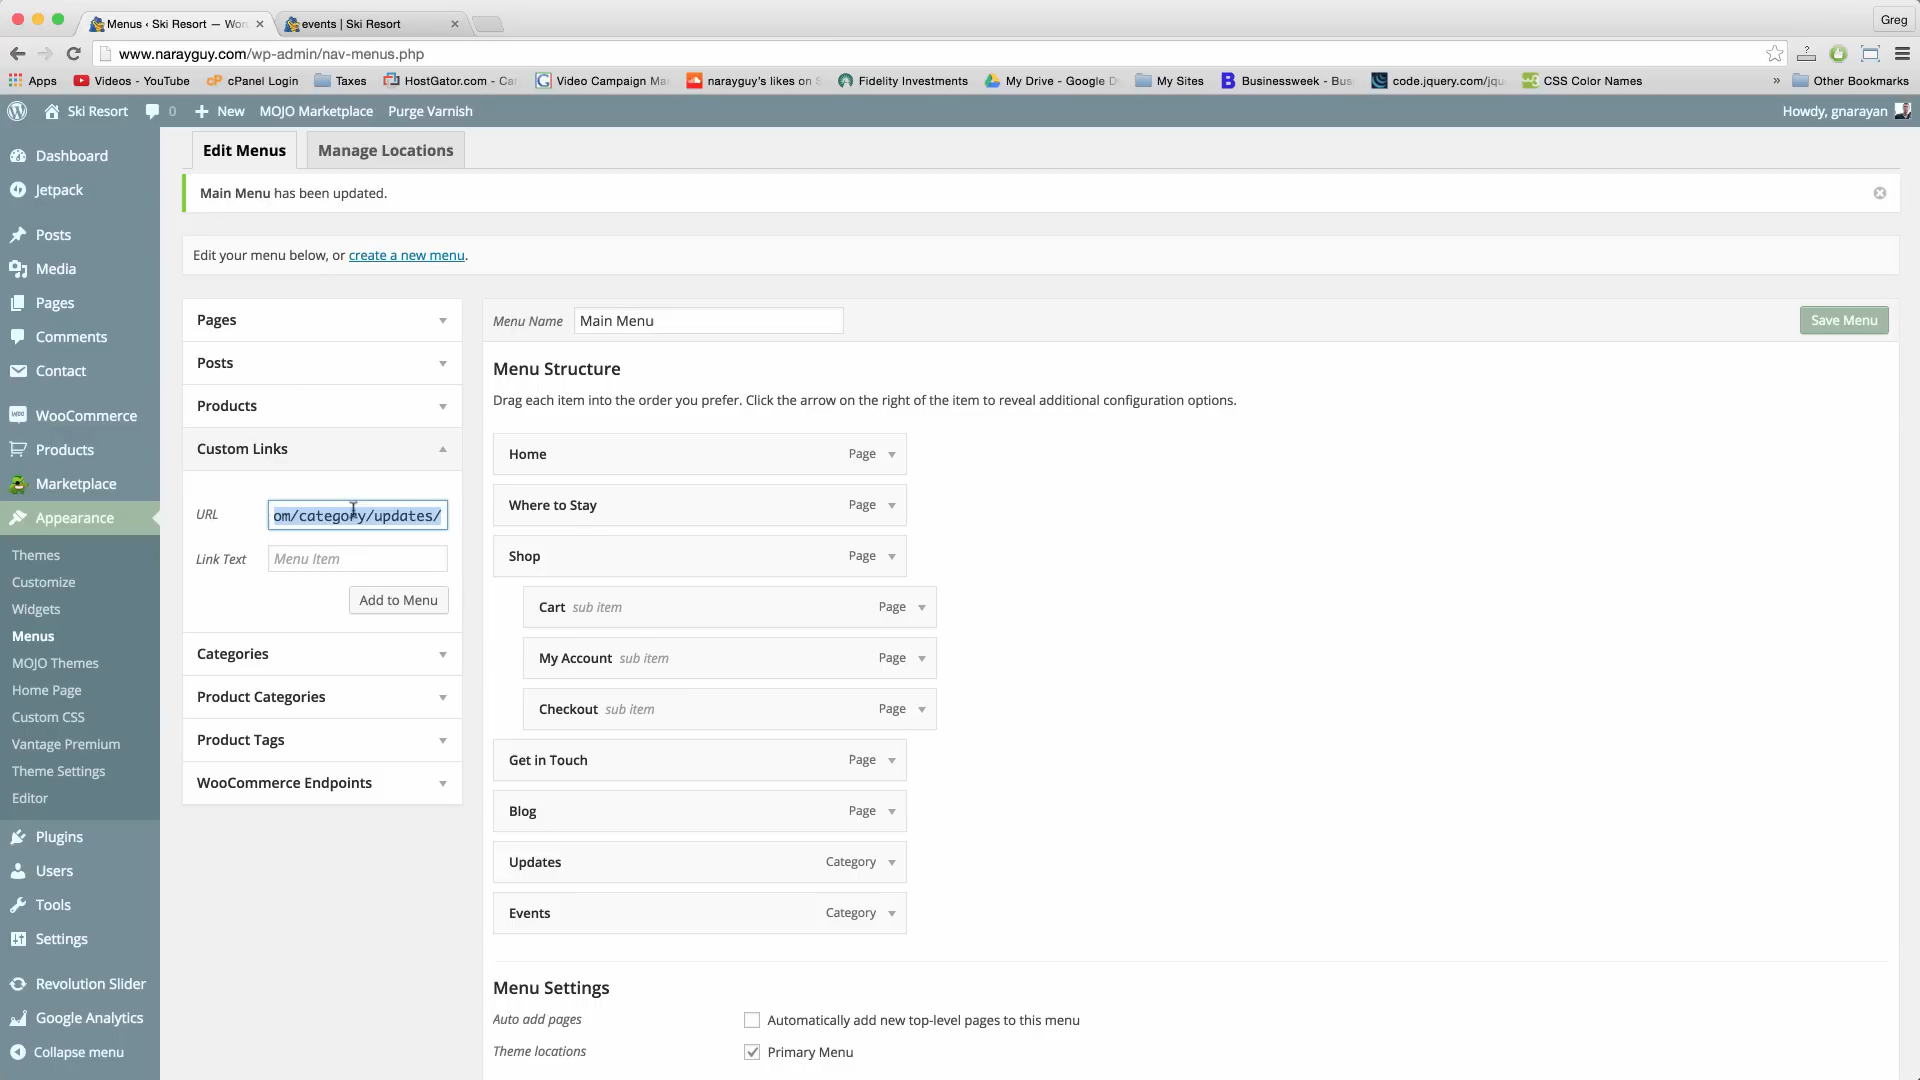 Menus ‹ Ski Resort — Wor
events | Ski Resort
Greg
www.narayguy.com/wp-admin/nav-menus.php
Apps
Videos - YouTube
cPanel Login
Taxes
HostGator.com - Ca
Video Campaign Ma
narayguy's likes on S
Fidelity Investments
My Drive - Google D
My Sites
Businessweek - Bus
code.jquery.com/jqu
CSS Color Names
»
Other Bookmarks
Ski Resort
0
New
MOJO Marketplace
Purge Varnish
Howdy, gnarayan
Dashboard
Jetpack
Posts
Media
Pages
Comments
Contact
WooCommerce
Products
Marketplace
Appearance
Themes
Customize
Widgets
Menus
MOJO Themes
Home Page
Custom CSS
Vantage Premium
Theme Settings
Editor
Plugins
Users
Tools
Settings
Revolution Slider
Google Analytics
Collapse menu
Edit Menus
Manage Locations
Main Menu has been updated.
Edit your menu below, or create a new menu.
Pages
Posts
Products
Custom Links
URL
om/category/updates/
Link Text
Menu Item
Add to Menu
Categories
Product Categories
Product Tags
WooCommerce Endpoints
Menu Name
Main Menu
Save Menu
Menu Structure
Drag each item into the order you prefer. Click the arrow on the right of the item to reveal additional configuration options.
Home Page
Where to Stay Page
Shop Page
Cart sub item Page
My Account sub item Page
Checkout sub item Page
Get in Touch Page
Blog Page
Updates Category
Events Category
Menu Settings
Auto add pages
Automatically add new top-level pages to this menu
Theme locations
Primary Menu